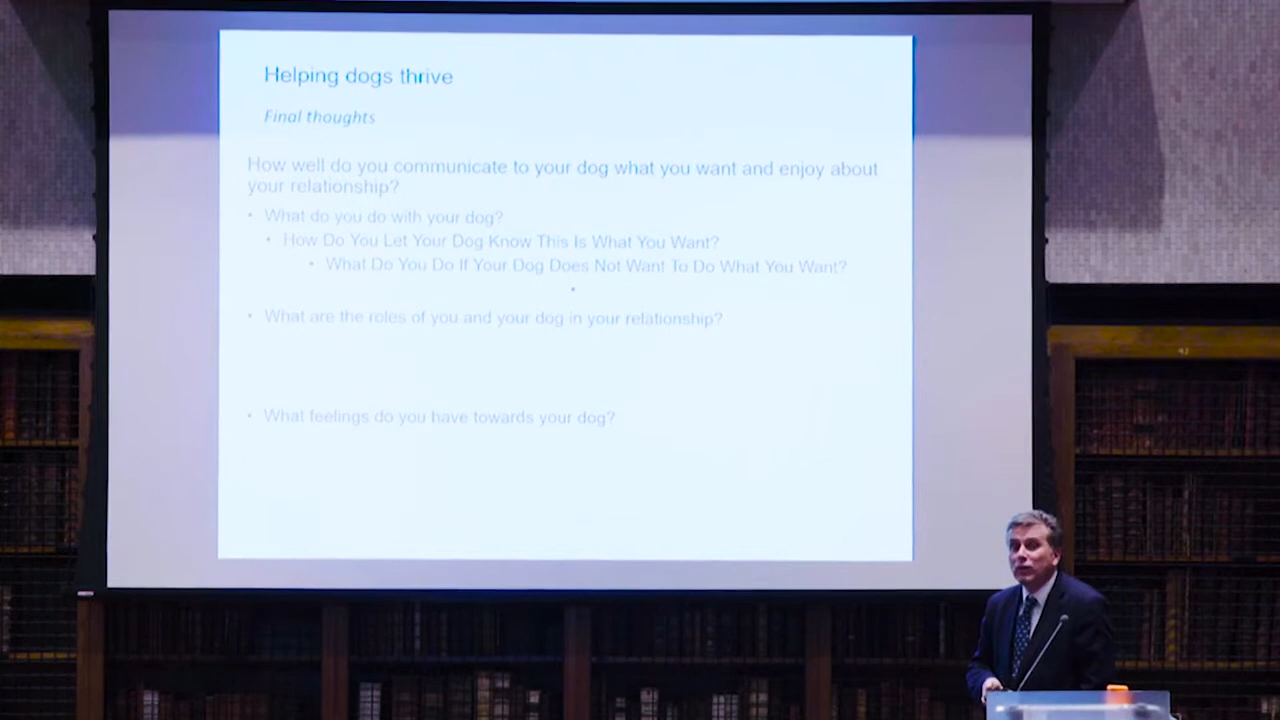 Helping dogs thrive
Final thoughts
How well do you communicate to your dog what you want and enjoy about
your relationship?
• What do you do with your dog?
• How Do You Let Your Dog Know This Is What You Want?
• What Do You Do If Your Dog Does Not Want To Do What You Want?
•
• What are the roles of you and your dog in your relationship?
• What feelings do you have towards your dog?